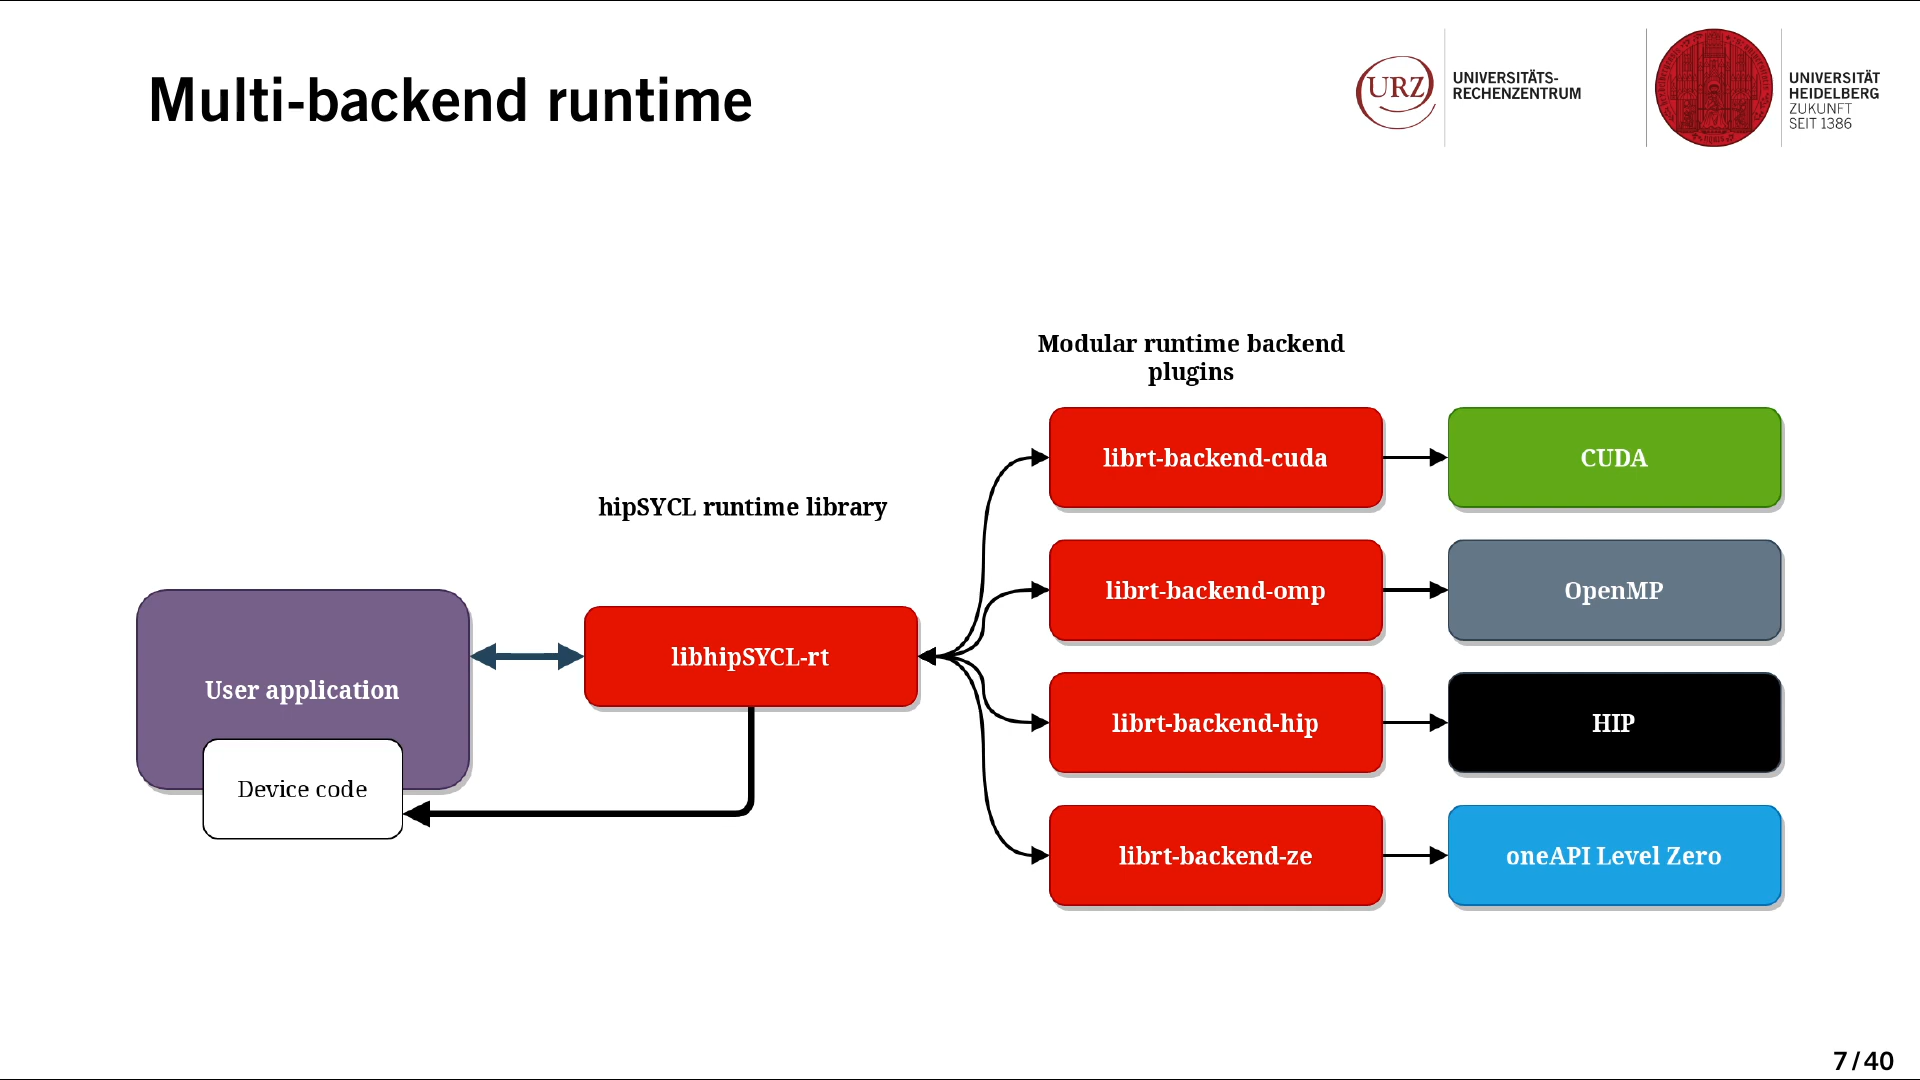 Multi-backend runtime
URZ
UNIVERSITÄTS-
RECHENZENTRUM
UNIVERSITÄT
HEIDELBERG
ZUKUNFT
SEIT 1386
Modular runtime backend
plugins
hipSYCL runtime library
librt-backend-cuda
CUDA
librt-backend-omp
OpenMP
User application
Device code
libhipSYCL-rt
librt-backend-hip
HIP
librt-backend-ze
oneAPI Level Zero
7/40